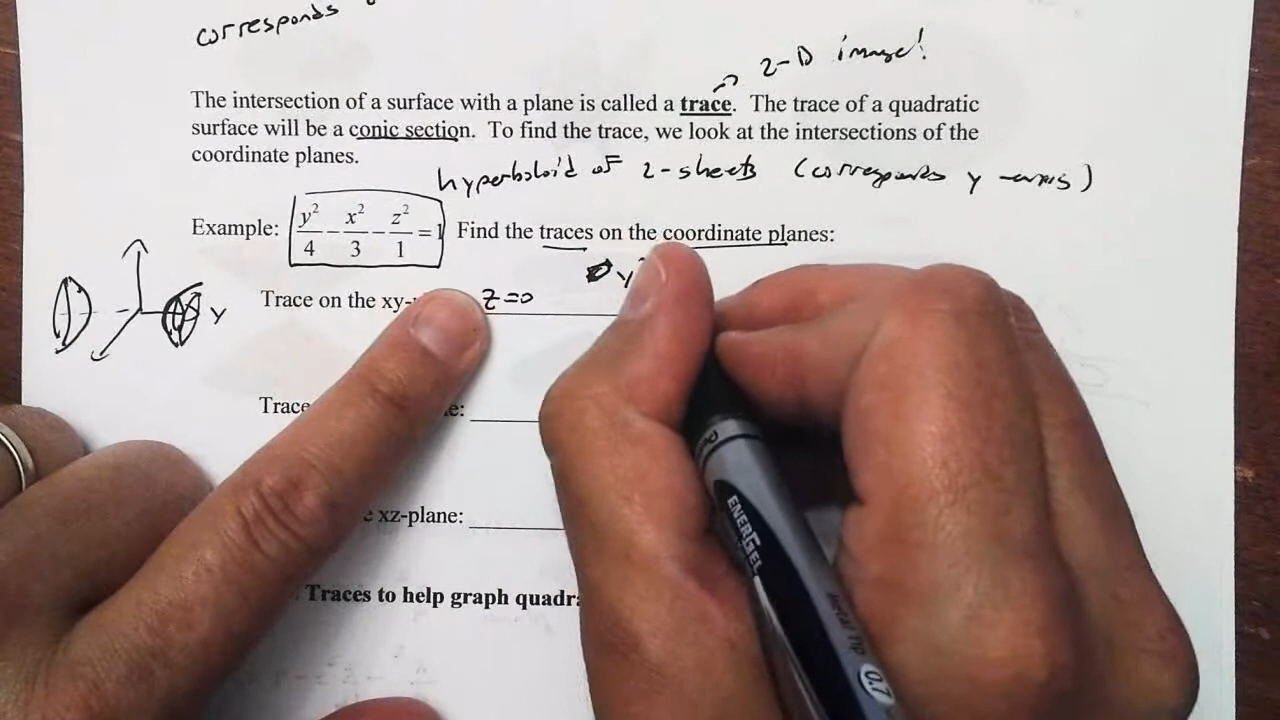 corresponds
2-D image!
The intersection of a surface with a plane is called a trace. The trace of a quadratic
surface will be a conic section. To find the trace, we look at the intersections of the
coordinate planes.
hyperboloid of 2-sheets (corresponds y-axis)
Example: y²/4 - x²/3 - z²/1 = 1 Find the traces on the coordinate planes:
y
Trace on the xy- z=0
y
Trace e:
xz-plane:
Traces to help graph quadr
EnerGel
Metal Tip
0.7